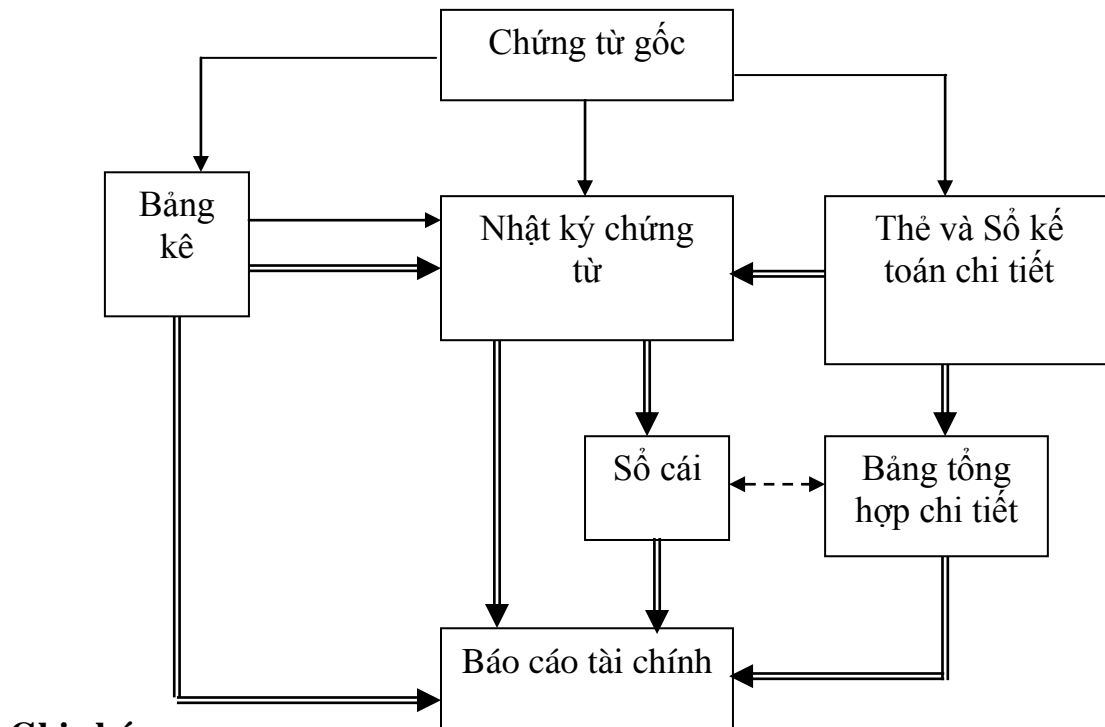 Chứng từ gốc
Bảng
kê
Nhật ký chứng
từ
Thẻ và Sổ kế
toán chi tiết
Sổ cái
Bảng tổng
hợp chi tiết
Báo cáo tài chính